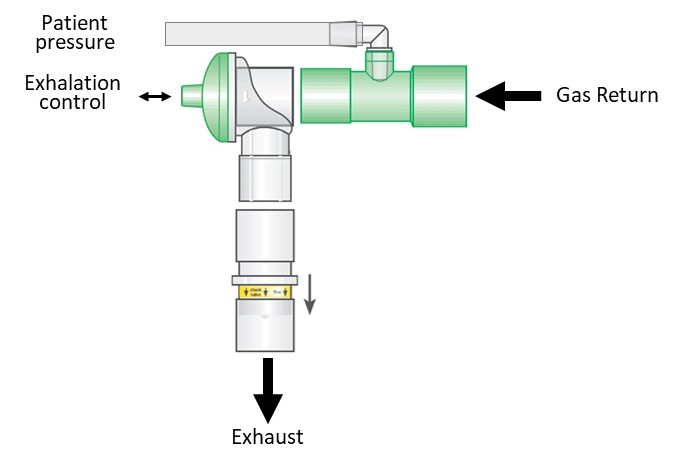 Patient
pressure
Exhalation
control
Gas Return
check
valve
flow
Exhaust